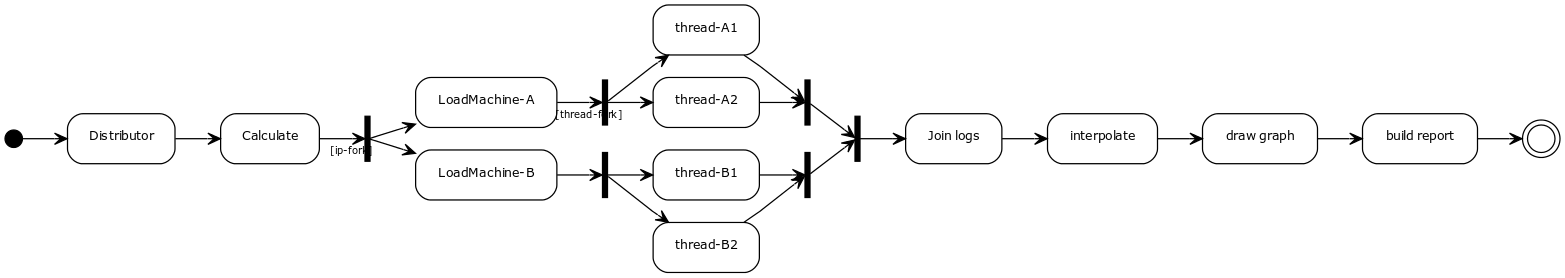 Distributor
Calculate
[ip-fork]
LoadMachine-A
LoadMachine-B
[thread-fork]
thread-A1
thread-A2
thread-B1
thread-B2
Join logs
interpolate
draw graph
build report